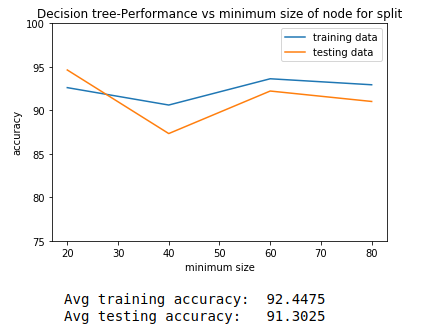 Decision tree-Performance vs minimum size of node for split
100
95
90
85
80
75
accuracy
training data
testing data
20 30 40 50 60 70 80
minimum size
Avg training accuracy: 92.4475
Avg testing accuracy: 91.3025